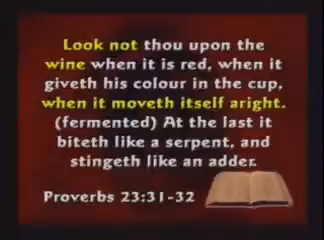 Look not thou upon the
wine when it is red, when it
giveth his colour in the cup,
when it moveth itself aright.
(fermented) At the last it
biteth like a serpent, and
stingeth like an adder.
Proverbs 23:31-32